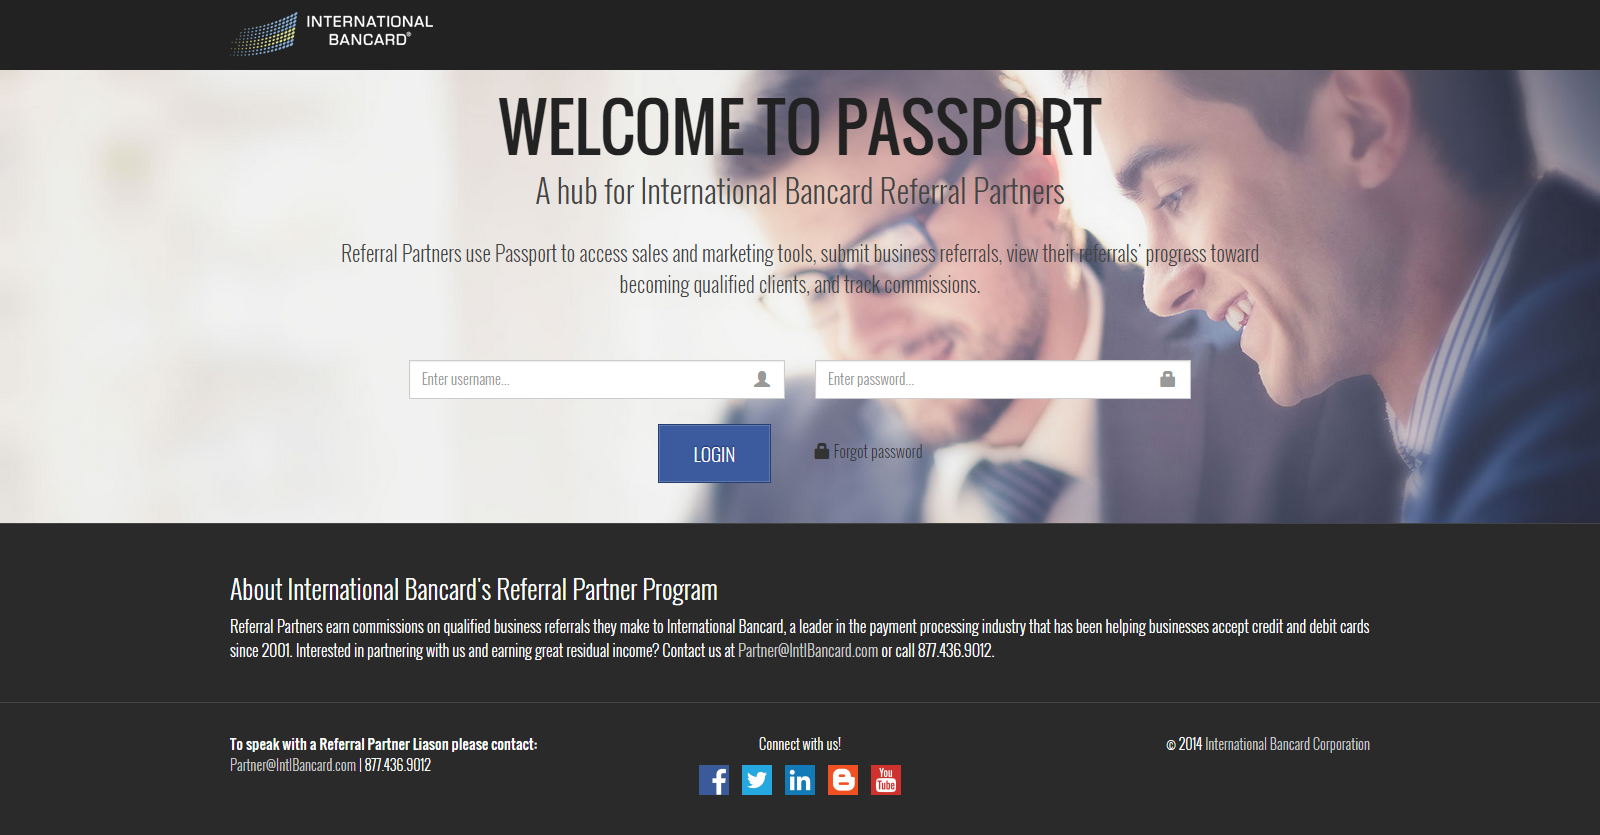 INTERNATIONAL
BANCARD®
WELCOME TO PASSPORT
A hub for International Bancard Referral Partners
Referral Partners use Passport to access sales and marketing tools, submit business referrals, view their referrals' progress toward
becoming qualified clients, and track commissions.
Enter username...
Enter password...
LOGIN
Forgot password
About International Bancard's Referral Partner Program
Referral Partners earn commissions on qualified business referrals they make to International Bancard, a leader in the payment processing industry that has been helping businesses accept credit and debit cards
since 2001. Interested in partnering with us and earning great residual income? Contact us at Partner@IntlBancard.com or call 877.436.9012.
To speak with a Referral Partner Liason please contact:
Partner@IntlBancard.com | 877.436.9012
Connect with us!
f
in
B
You
Tube
© 2014 International Bancard Corporation